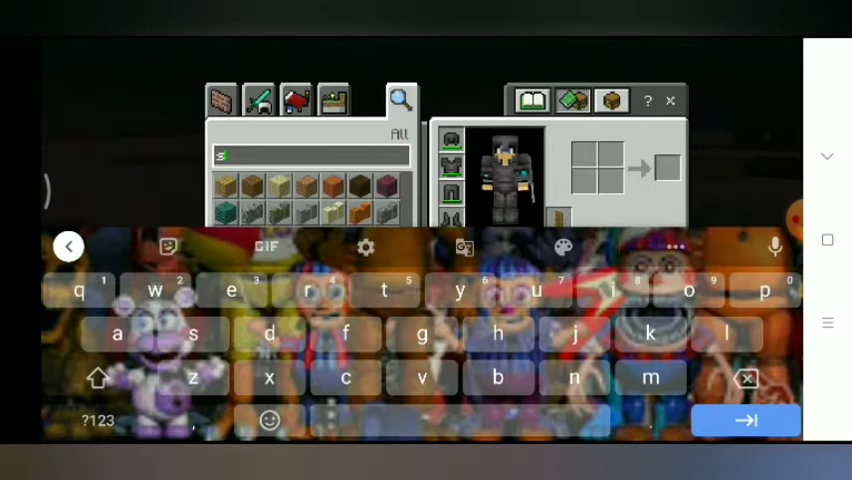 ? ×
All
s
GIF
q 1 w 2 e 3 r 4 t 5 y 6 u 7 i 8 o 9 p 0
a s d f g h j k l
z x c v b n m
?123 , .